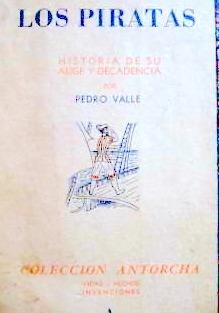 LOS PIRATAS
HISTORIA DE SU
AUGE Y DECADENCIA
POR
PEDRO VALLE
COLECCION ANTORCHA
VIDAS - HECHOS
INVENCIONES